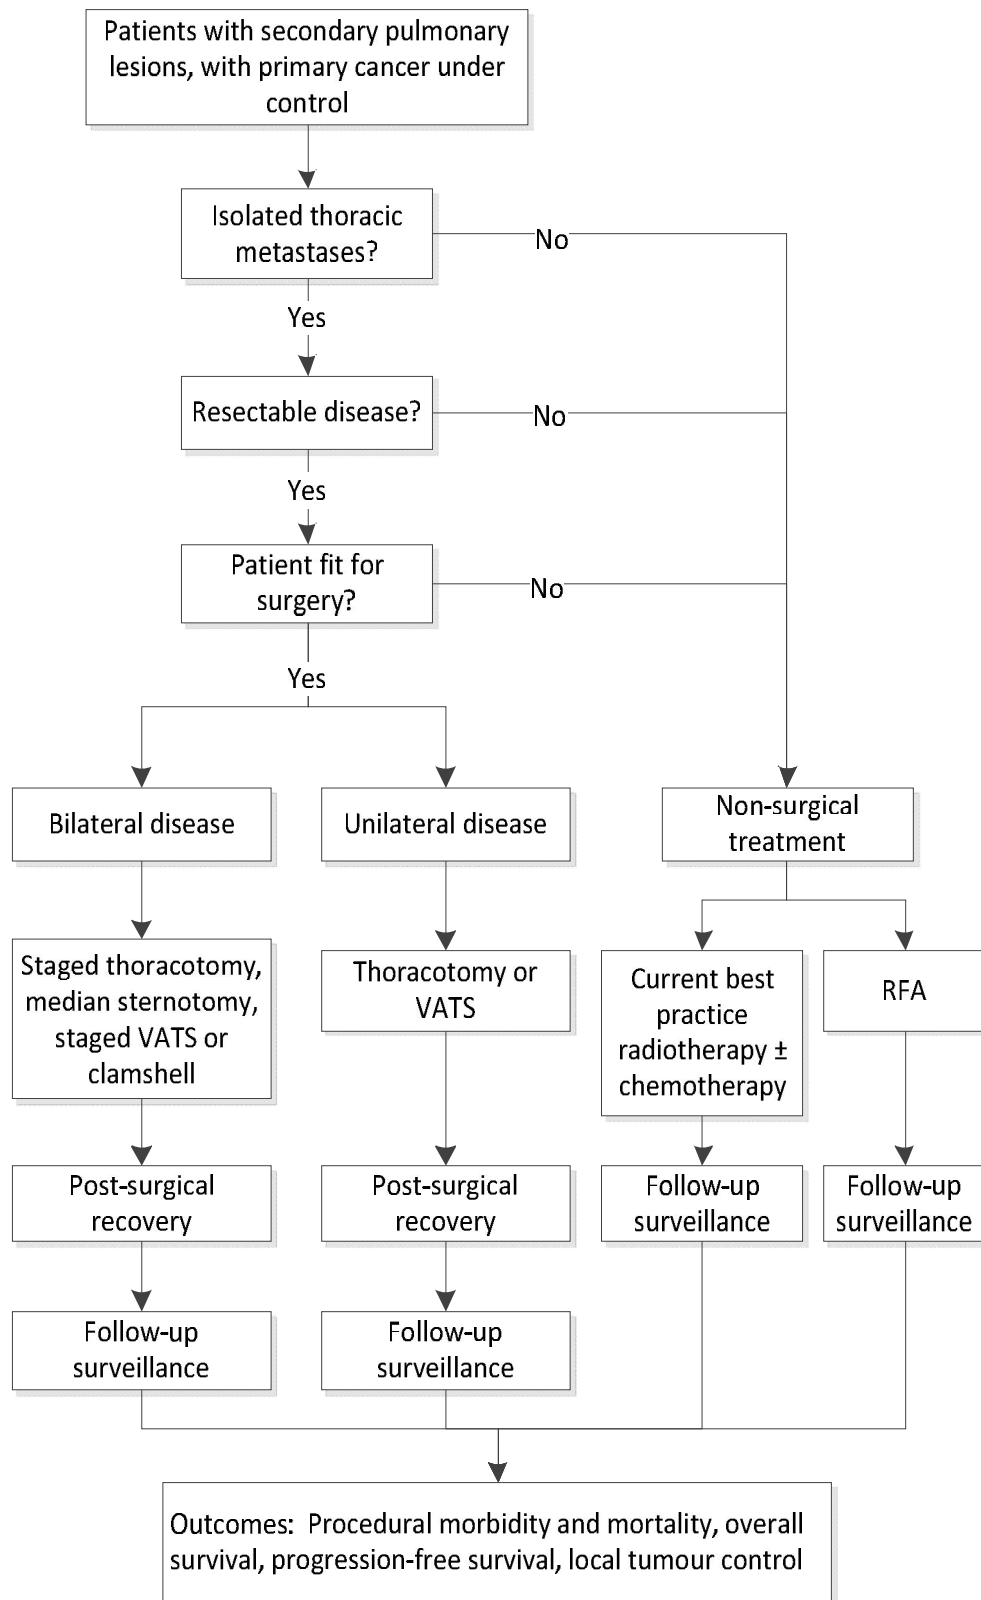 Patients with secondary pulmonary
lesions, with primary cancer under
control
Isolated thoracic
metastases?
No
Yes
Resectable disease?
No
Yes
Patient fit for
surgery?
No
Yes
Bilateral disease
Unilateral disease
Non-surgical
treatment
Staged thoracotomy,
median sternotomy,
staged VATS or
clamshell
Thoracotomy or
VATS
Current best
practice
radiotherapy ±
chemotherapy
RFA
Post-surgical
recovery
Post-surgical
recovery
Follow-up
surveillance
Follow-up
surveillance
Follow-up
surveillance
Follow-up
surveillance
Outcomes: Procedural morbidity and mortality, overall
survival, progression-free survival, local tumour control